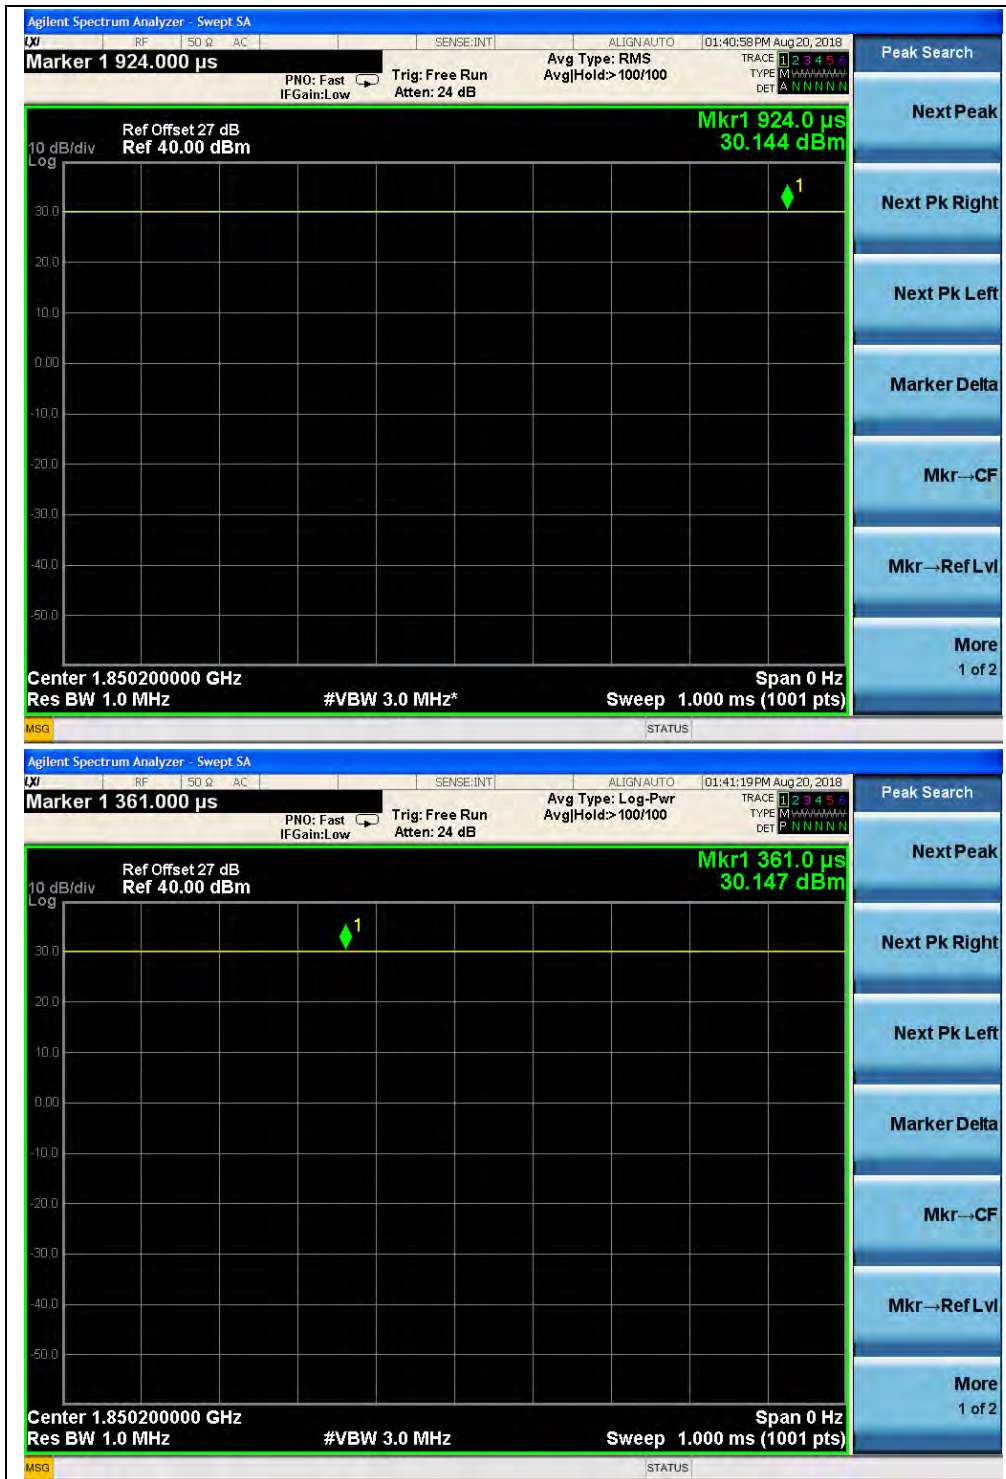 Agilent Spectrum Analyzer - Swept SA
LXI RF 50 Ω AC SENSE:INT ALIGNAUTO 01:40:58 PM Aug 20, 2018
Marker 1 924.000 µs
PNO: Fast
IFGain:Low
Trig: Free Run
Atten: 24 dB
Avg Type: RMS
Avg|Hold:>100/100
TRACE 1 2 3 4 5 6
TYPE M
DET A N N N N N
Ref Offset 27 dB
10 dB/div Ref 40.00 dBm
Log
Mkr1 924.0 µs
30.144 dBm
1
30.0
20.0
10.0
0.00
-10.0
-20.0
-30.0
-40.0
-50.0
Center 1.850200000 GHz Span 0 Hz
Res BW 1.0 MHz #VBW 3.0 MHz* Sweep 1.000 ms (1001 pts)
MSG STATUS
Peak Search
Next Peak
Next Pk Right
Next Pk Left
Marker Delta
Mkr→CF
Mkr→Ref Lvl
More
1 of 2
Agilent Spectrum Analyzer - Swept SA
LXI RF 50 Ω AC SENSE:INT ALIGNAUTO 01:41:19 PM Aug 20, 2018
Marker 1 361.000 µs
PNO: Fast
IFGain:Low
Trig: Free Run
Atten: 24 dB
Avg Type: Log-Pwr
Avg|Hold:>100/100
TRACE 1 2 3 4 5 6
TYPE M
DET P N N N N N
Ref Offset 27 dB
10 dB/div Ref 40.00 dBm
Log
Mkr1 361.0 µs
30.147 dBm
1
30.0
20.0
10.0
0.00
-10.0
-20.0
-30.0
-40.0
-50.0
Center 1.850200000 GHz Span 0 Hz
Res BW 1.0 MHz #VBW 3.0 MHz Sweep 1.000 ms (1001 pts)
MSG STATUS
Peak Search
Next Peak
Next Pk Right
Next Pk Left
Marker Delta
Mkr→CF
Mkr→Ref Lvl
More
1 of 2